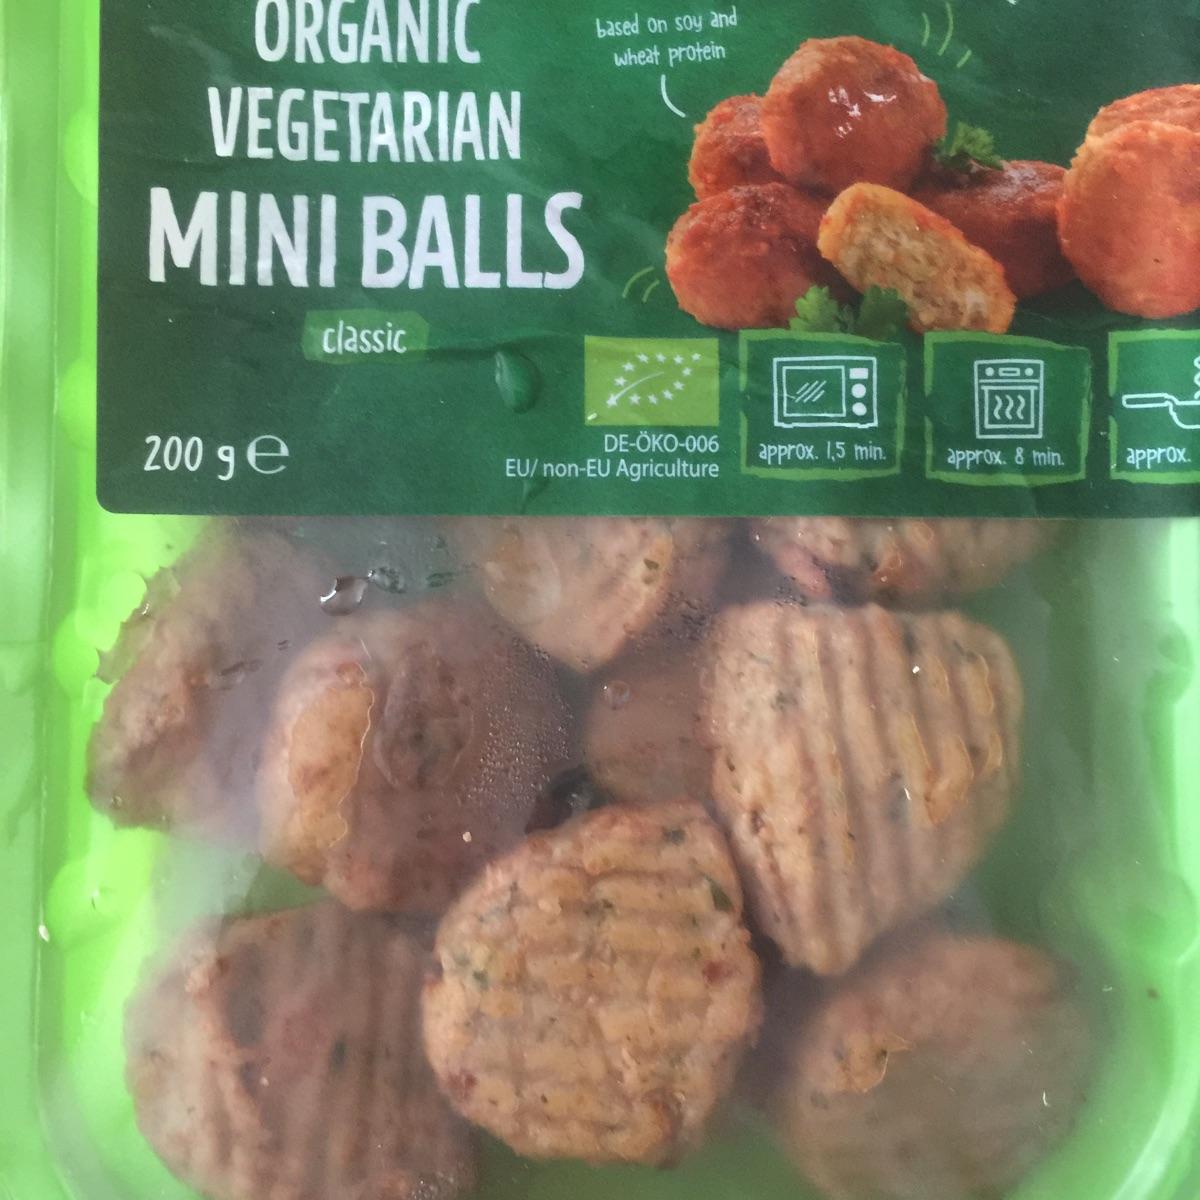 ORGANIC
VEGETARIAN
MINI BALLS
classic
200 g ℮
based on soy and
wheat protein
DE-ÖKO-006
EU/ non-EU Agriculture
approx. 1,5 min.
approx. 8 min.
approx.